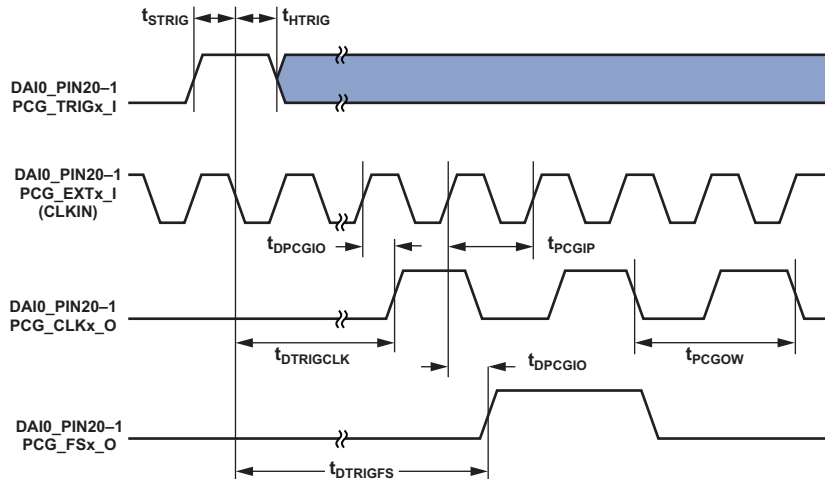 tSTRIG
tHTRIG
DAI0_PIN20–1
PCG_TRIGx_I
DAI0_PIN20–1
PCG_EXTx_I
(CLKIN)
tDPCGIO
tPCGIP
DAI0_PIN20–1
PCG_CLKx_O
tDTRIGCLK
tDPCGIO
tPCGOW
DAI0_PIN20–1
PCG_FSx_O
tDTRIGFS